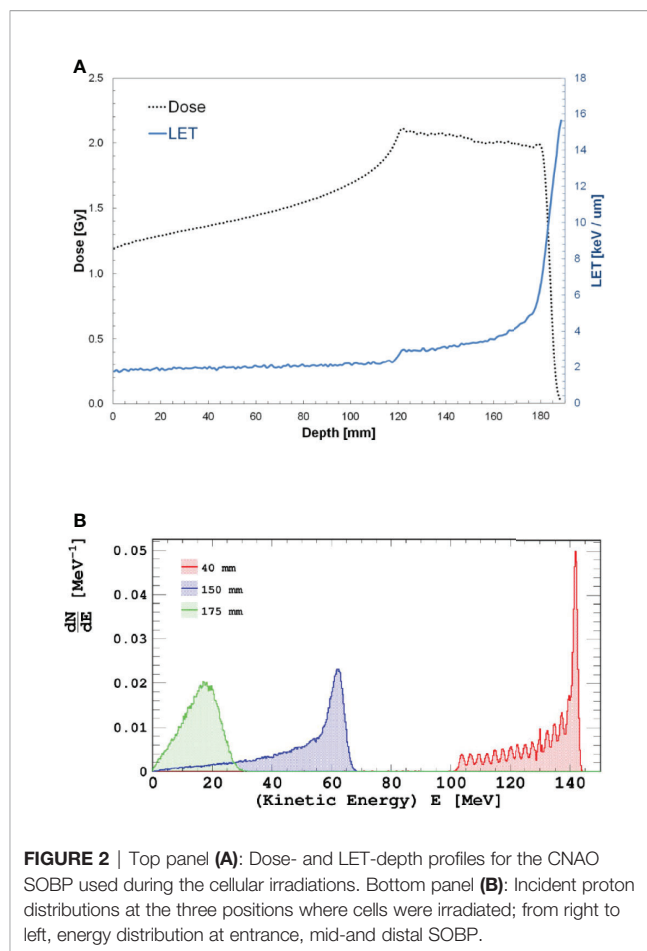 A
2.5
2.0
1.5
1.0
0.5
0.0
Dose [Gy]
Dose
LET
18
16
14
12
10
8
6
4
2
0
LET [keV / um]
0 20 40 60 80 100 120 140 160 180
Depth [mm]
B
0.05
0.04
0.03
0.02
0.01
0
dN/dE [MeV⁻¹]
40 mm
150 mm
175 mm
0 20 40 60 80 100 120 140
(Kinetic Energy) E [MeV]
FIGURE 2 | Top panel (A): Dose- and LET-depth profiles for the CNAO
SOBP used during the cellular irradiations. Bottom panel (B): Incident proton
distributions at the three positions where cells were irradiated; from right to
left, energy distribution at entrance, mid-and distal SOBP.